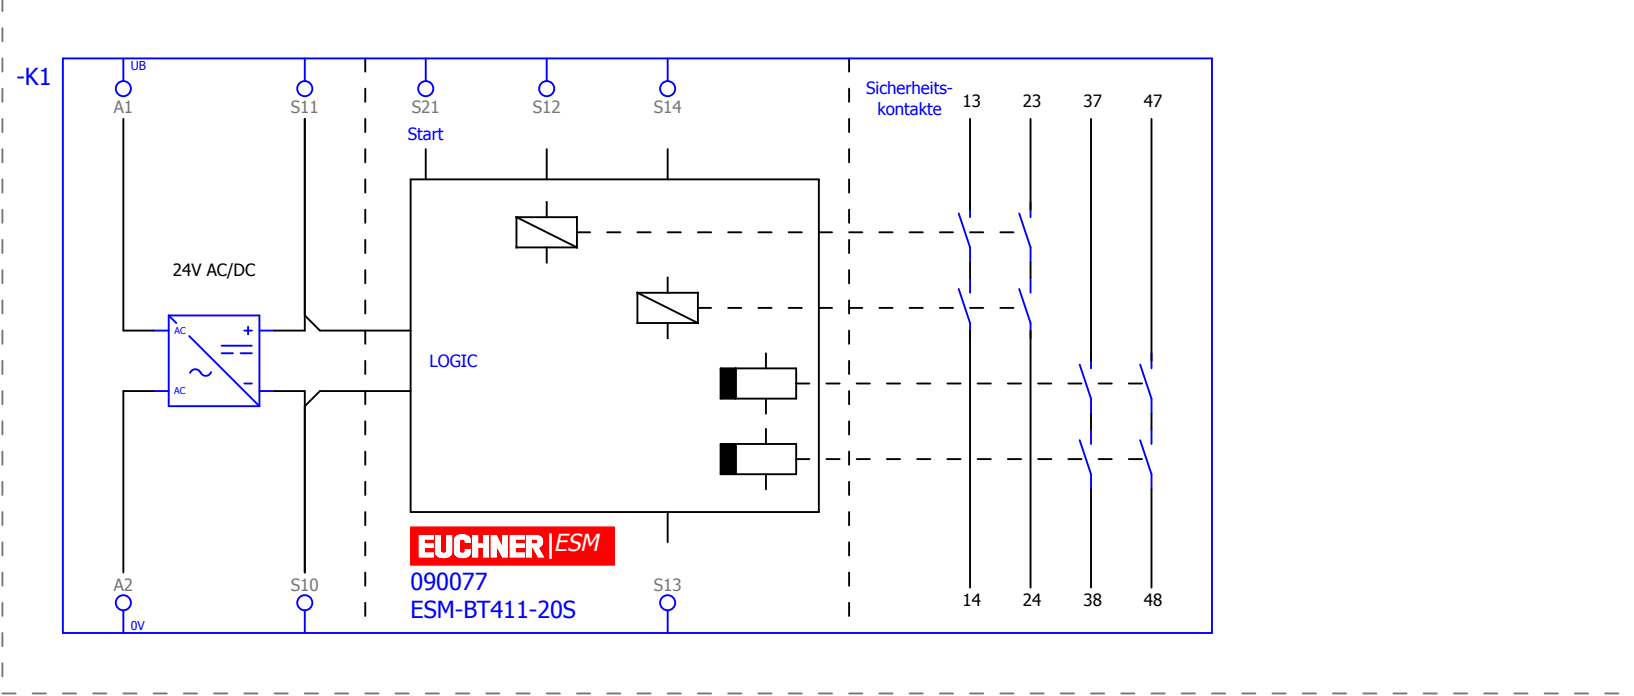 -K1
UB
A1
S11
S21
S12
S14
Start
Sicherheits-
kontakte
13
23
37
47
24V AC/DC
AC
+
AC
-
LOGIC
EUCHNER ESM
090077
ESM-BT411-20S
A2
S10
S13
14
24
38
48
0V